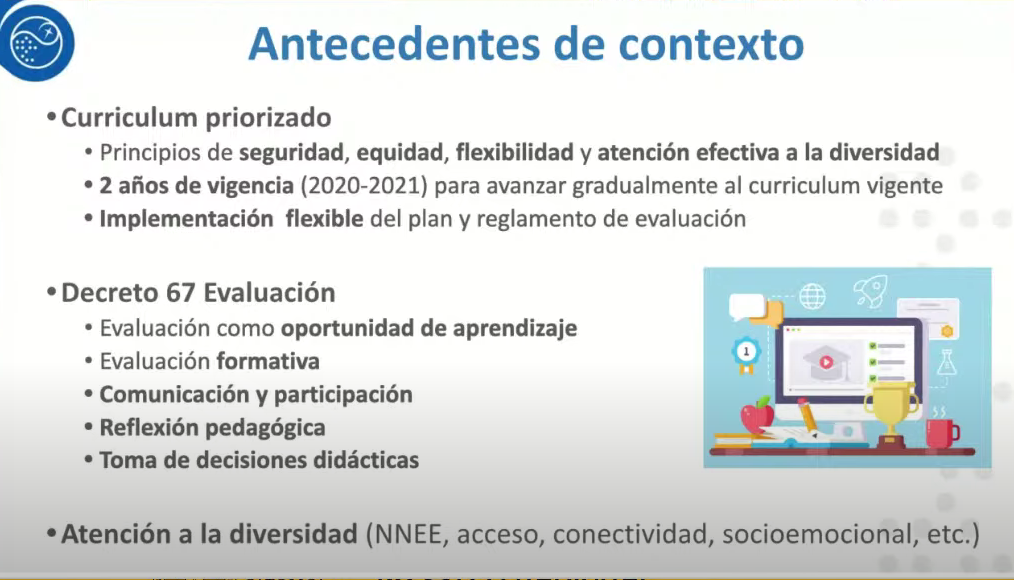 Antecedentes de contexto
• Curriculum priorizado
• Principios de seguridad, equidad, flexibilidad y atención efectiva a la diversidad
• 2 años de vigencia (2020-2021) para avanzar gradualmente al curriculum vigente
• Implementación flexible del plan y reglamento de evaluación
• Decreto 67 Evaluación
• Evaluación como oportunidad de aprendizaje
• Evaluación formativa
• Comunicación y participación
• Reflexión pedagógica
• Toma de decisiones didácticas
1
• Atención a la diversidad (NNEE, acceso, conectividad, socioemocional, etc.)